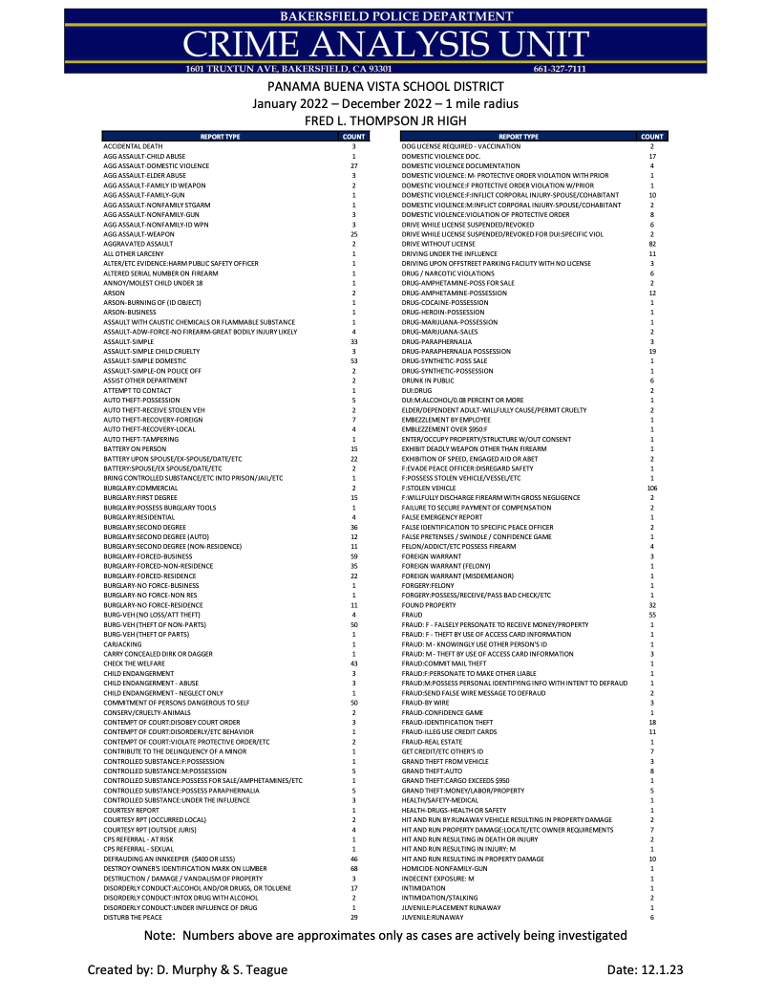 BAKERSFIELD POLICE DEPARTMENT
CRIME ANALYSIS UNIT
1601 TRUXTUN AVE, BAKERSFIELD, CA 93301 661-327-7111
PANAMA BUENA VISTA SCHOOL DISTRICT
January 2022 – December 2022 – 1 mile radius
FRED L. THOMPSON JR HIGH
REPORT TYPE COUNT
ACCIDENTAL DEATH 3
AGG ASSAULT-CHILD ABUSE 1
AGG ASSAULT-DOMESTIC VIOLENCE 27
AGG ASSAULT-ELDER ABUSE 3
AGG ASSAULT-FAMILY ID WEAPON 2
AGG ASSAULT-FAMILY-GUN 1
AGG ASSAULT-NONFAMILY STGARM 1
AGG ASSAULT-NONFAMILY-GUN 3
AGG ASSAULT-NONFAMILY-ID WPN 3
AGG ASSAULT-WEAPON 25
AGGRAVATED ASSAULT 2
ALL OTHER LARCENY 1
ALTER/ETC EVIDENCE:HARM PUBLIC SAFETY OFFICER 1
ALTERED SERIAL NUMBER ON FIREARM 1
ANNOY/MOLEST CHILD UNDER 18 1
ARSON 2
ARSON-BURNING OF (ID OBJECT) 1
ARSON-BUSINESS 1
ASSAULT WITH CAUSTIC CHEMICALS OR FLAMMABLE SUBSTANCE 1
ASSAULT-ADW-FORCE-NO FIREARM-GREAT BODILY INJURY LIKELY 4
ASSAULT-SIMPLE 33
ASSAULT-SIMPLE CHILD CRUELTY 3
ASSAULT-SIMPLE DOMESTIC 53
ASSAULT-SIMPLE-ON POLICE OFF 2
ASSIST OTHER DEPARTMENT 2
ATTEMPT TO CONTACT 1
AUTO THEFT-POSSESSION 5
AUTO THEFT-RECEIVE STOLEN VEH 2
AUTO THEFT-RECOVERY-FOREIGN 7
AUTO THEFT-RECOVERY-LOCAL 4
AUTO THEFT-TAMPERING 1
BATTERY ON PERSON 15
BATTERY UPON SPOUSE/EX-SPOUSE/DATE/ETC 22
BATTERY:SPOUSE/EX SPOUSE/DATE/ETC 2
BRING CONTROLLED SUBSTANCE/ETC INTO PRISON/JAIL/ETC 1
BURGLARY:COMMERCIAL 2
BURGLARY:FIRST DEGREE 15
BURGLARY:POSSESS BURGLARY TOOLS 1
BURGLARY:RESIDENTIAL 4
BURGLARY:SECOND DEGREE 36
BURGLARY:SECOND DEGREE (AUTO) 12
BURGLARY:SECOND DEGREE (NON-RESIDENCE) 11
BURGLARY-FORCED-BUSINESS 59
BURGLARY-FORCED-NON-RESIDENCE 35
BURGLARY-FORCED-RESIDENCE 22
BURGLARY-NO FORCE-BUSINESS 1
BURGLARY-NO FORCE-NON RES 1
BURGLARY-NO FORCE-RESIDENCE 11
BURG-VEH (NO LOSS/ATT THEFT) 4
BURG-VEH (THEFT OF NON-PARTS) 50
BURG-VEH (THEFT OF PARTS) 1
CARJACKING 1
CARRY CONCEALED DIRK OR DAGGER 1
CHECK THE WELFARE 43
CHILD ENDANGERMENT 3
CHILD ENDANGERMENT - ABUSE 3
CHILD ENDANGERMENT - NEGLECT ONLY 1
COMMITMENT OF PERSONS DANGEROUS TO SELF 50
CONSERV/CRUELTY-ANIMALS 2
CONTEMPT OF COURT:DISOBEY COURT ORDER 3
CONTEMPT OF COURT:DISORDERLY/ETC BEHAVIOR 1
CONTEMPT OF COURT:VIOLATE PROTECTIVE ORDER/ETC 2
CONTRIBUTE TO THE DELINQUENCY OF A MINOR 1
CONTROLLED SUBSTANCE:F:POSSESSION 1
CONTROLLED SUBSTANCE:M:POSSESSION 5
CONTROLLED SUBSTANCE:POSSESS FOR SALE/AMPHETAMINES/ETC 1
CONTROLLED SUBSTANCE:POSSESS PARAPHERNALIA 5
CONTROLLED SUBSTANCE:UNDER THE INFLUENCE 3
COURTESY REPORT 1
COURTESY RPT (OCCURRED LOCAL) 2
COURTESY RPT (OUTSIDE JURIS) 4
CPS REFERRAL - AT RISK 1
CPS REFERRAL - SEXUAL 1
DEFRAUDING AN INNKEEPER ($400 OR LESS) 46
DESTROY OWNER'S IDENTIFICATION MARK ON LUMBER 68
DESTRUCTION / DAMAGE / VANDALISM OF PROPERTY 3
DISORDERLY CONDUCT:ALCOHOL AND/OR DRUGS, OR TOLUENE 17
DISORDERLY CONDUCT:INTOX DRUG WITH ALCOHOL 2
DISORDERLY CONDUCT:UNDER INFLUENCE OF DRUG 1
DISTURB THE PEACE 29
REPORT TYPE COUNT
DOG LICENSE REQUIRED - VACCINATION 2
DOMESTIC VIOLENCE DOC. 17
DOMESTIC VIOLENCE DOCUMENTATION 4
DOMESTIC VIOLENCE: M- PROTECTIVE ORDER VIOLATION WITH PRIOR 1
DOMESTIC VIOLENCE:F PROTECTIVE ORDER VIOLATION W/PRIOR 1
DOMESTIC VIOLENCE:F:INFLICT CORPORAL INJURY-SPOUSE/COHABITANT 10
DOMESTIC VIOLENCE:M:INFLICT CORPORAL INJURY-SPOUSE/COHABITANT 2
DOMESTIC VIOLENCE:VIOLATION OF PROTECTIVE ORDER 8
DRIVE WHILE LICENSE SUSPENDED/REVOKED 6
DRIVE WHILE LICENSE SUSPENDED/REVOKED FOR DUI:SPECIFIC VIOL 2
DRIVE WITHOUT LICENSE 82
DRIVING UNDER THE INFLUENCE 11
DRIVING UPON OFFSTREET PARKING FACILITY WITH NO LICENSE 3
DRUG / NARCOTIC VIOLATIONS 6
DRUG-AMPHETAMINE-POSS FOR SALE 2
DRUG-AMPHETAMINE-POSSESSION 12
DRUG-COCAINE-POSSESSION 1
DRUG-HEROIN-POSSESSION 1
DRUG-MARIJUANA-POSSESSION 1
DRUG-MARIJUANA-SALES 2
DRUG-PARAPHERNALIA 3
DRUG-PARAPHERNALIA POSSESSION 19
DRUG-SYNTHETIC-POSS SALE 1
DRUG-SYNTHETIC-POSSESSION 1
DRUNK IN PUBLIC 6
DUI:DRUG 2
DUI:M:ALCOHOL/0.08 PERCENT OR MORE 1
ELDER/DEPENDENT ADULT-WILLFULLY CAUSE/PERMIT CRUELTY 2
EMBEZZLEMENT BY EMPLOYEE 1
EMBLEZZEMENT OVER $950:F 1
ENTER/OCCUPY PROPERTY/STRUCTURE W/OUT CONSENT 1
EXHIBIT DEADLY WEAPON OTHER THAN FIREARM 1
EXHIBITION OF SPEED, ENGAGED AID OR ABET 2
F:EVADE PEACE OFFICER:DISREGARD SAFETY 1
F:POSSESS STOLEN VEHICLE/VESSEL/ETC 1
F:STOLEN VEHICLE 106
F:WILLFULLY DISCHARGE FIREARM WITH GROSS NEGLIGENCE 2
FAILURE TO SECURE PAYMENT OF COMPENSATION 2
FALSE EMERGENCY REPORT 1
FALSE IDENTIFICATION TO SPECIFIC PEACE OFFICER 2
FALSE PRETENSES / SWINDLE / CONFIDENCE GAME 1
FELON/ADDICT/ETC POSSESS FIREARM 4
FOREIGN WARRANT 3
FOREIGN WARRANT (FELONY) 1
FOREIGN WARRANT (MISDEMEANOR) 1
FORGERY:FELONY 1
FORGERY:POSSESS/RECEIVE/PASS BAD CHECK/ETC 1
FOUND PROPERTY 32
FRAUD 55
FRAUD: F - FALSELY PERSONATE TO RECEIVE MONEY/PROPERTY 1
FRAUD: F - THEFT BY USE OF ACCESS CARD INFORMATION 1
FRAUD: M - KNOWINGLY USE OTHER PERSON'S ID 1
FRAUD: M - THEFT BY USE OF ACCESS CARD INFORMATION 3
FRAUD:COMMIT MAIL THEFT 1
FRAUD:F:PERSONATE TO MAKE OTHER LIABLE 1
FRAUD:M:POSSESS PERSONAL IDENTIFYING INFO WITH INTENT TO DEFRAUD 1
FRAUD:SEND FALSE WIRE MESSAGE TO DEFRAUD 2
FRAUD-BY WIRE 3
FRAUD-CONFIDENCE GAME 1
FRAUD-IDENTIFICATION THEFT 18
FRAUD-ILLEG USE CREDIT CARDS 11
FRAUD-REAL ESTATE 1
GET CREDIT/ETC OTHER'S ID 7
GRAND THEFT FROM VEHICLE 3
GRAND THEFT:AUTO 8
GRAND THEFT:CARGO EXCEEDS $950 1
GRAND THEFT:MONEY/LABOR/PROPERTY 5
HEALTH/SAFETY-MEDICAL 1
HEALTH-DRUGS-HEALTH OR SAFETY 1
HIT AND RUN BY RUNAWAY VEHICLE RESULTING IN PROPERTY DAMAGE 2
HIT AND RUN PROPERTY DAMAGE:LOCATE/ETC OWNER REQUIREMENTS 7
HIT AND RUN RESULTING IN DEATH OR INJURY 2
HIT AND RUN RESULTING IN INJURY: M 1
HIT AND RUN RESULTING IN PROPERTY DAMAGE 10
HOMICIDE-NONFAMILY-GUN 1
INDECENT EXPOSURE: M 1
INTIMIDATION 1
INTIMIDATION/STALKING 2
JUVENILE:PLACEMENT RUNAWAY 1
JUVENILE:RUNAWAY 6
Note: Numbers above are approximates only as cases are actively being investigated
Created by: D. Murphy & S. Teague Date: 12.1.23